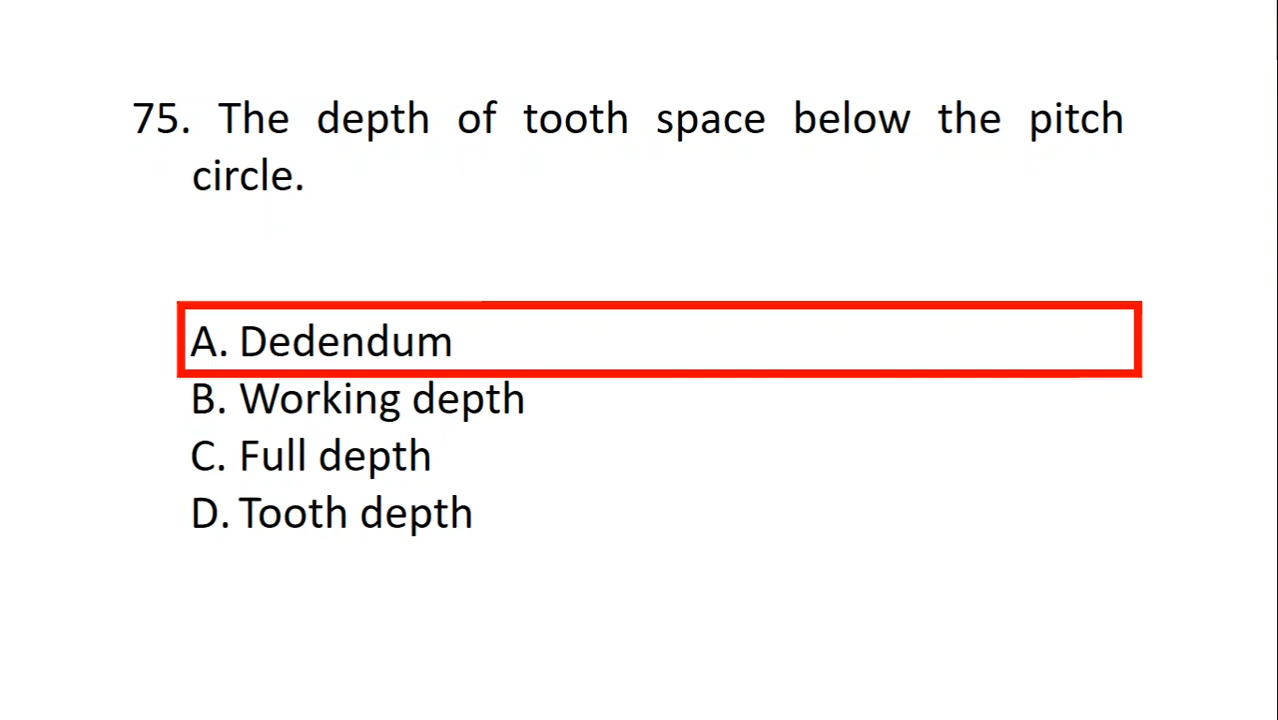 75. The depth of tooth space below the pitch
circle.
A. Dedendum
B. Working depth
C. Full depth
D. Tooth depth